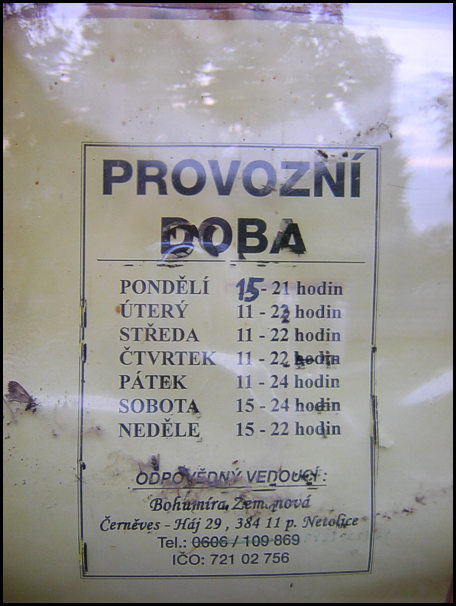 PROVOZNÍ
DOBA
PONDĚLÍ 15 - 21 hodin
ÚTERÝ 11 - 22 hodin
STŘEDA 11 - 22 hodin
ČTVRTEK 11 - 22 hodin
PÁTEK 11 - 24 hodin
SOBOTA 15 - 24 hodin
NEDĚLE 15 - 22 hodin
ODPOVĚDNÝ VEDOUCÍ :
Bohumíra Zemanová
Černěves - Háj 29 , 384 11 p. Netolice
Tel.: 0606 / 109 869
IČO: 721 02 756